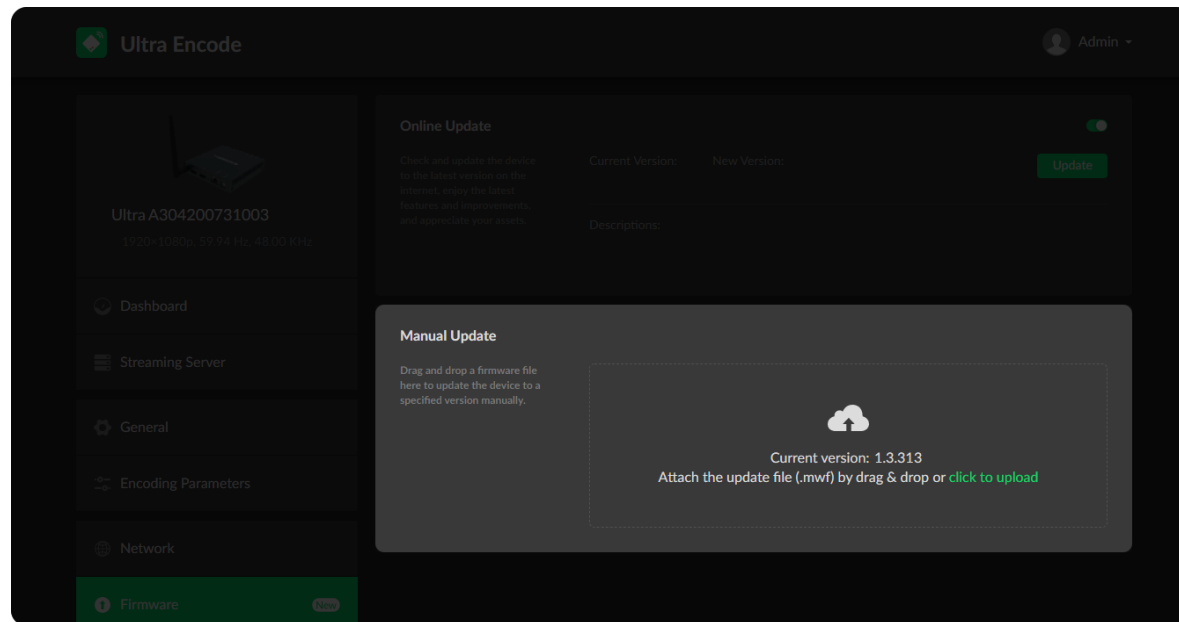 Ultra Encode
Admin
Ultra A304200731003
1920×1080p, 59.94 Hz, 48.00 KHz
Dashboard
Streaming Server
General
Encoding Parameters
Network
Firmware
New
Online Update
Check and update the device
to the latest version on the
internet, enjoy the latest
features and improvements,
and appreciate your assets.
Current Version:
New Version:
Update
Descriptions:
Manual Update
Drag and drop a firmware file
here to update the device to a
specified version manually.
Current version: 1.3.313
Attach the update file (.mwf) by drag & drop or click to upload